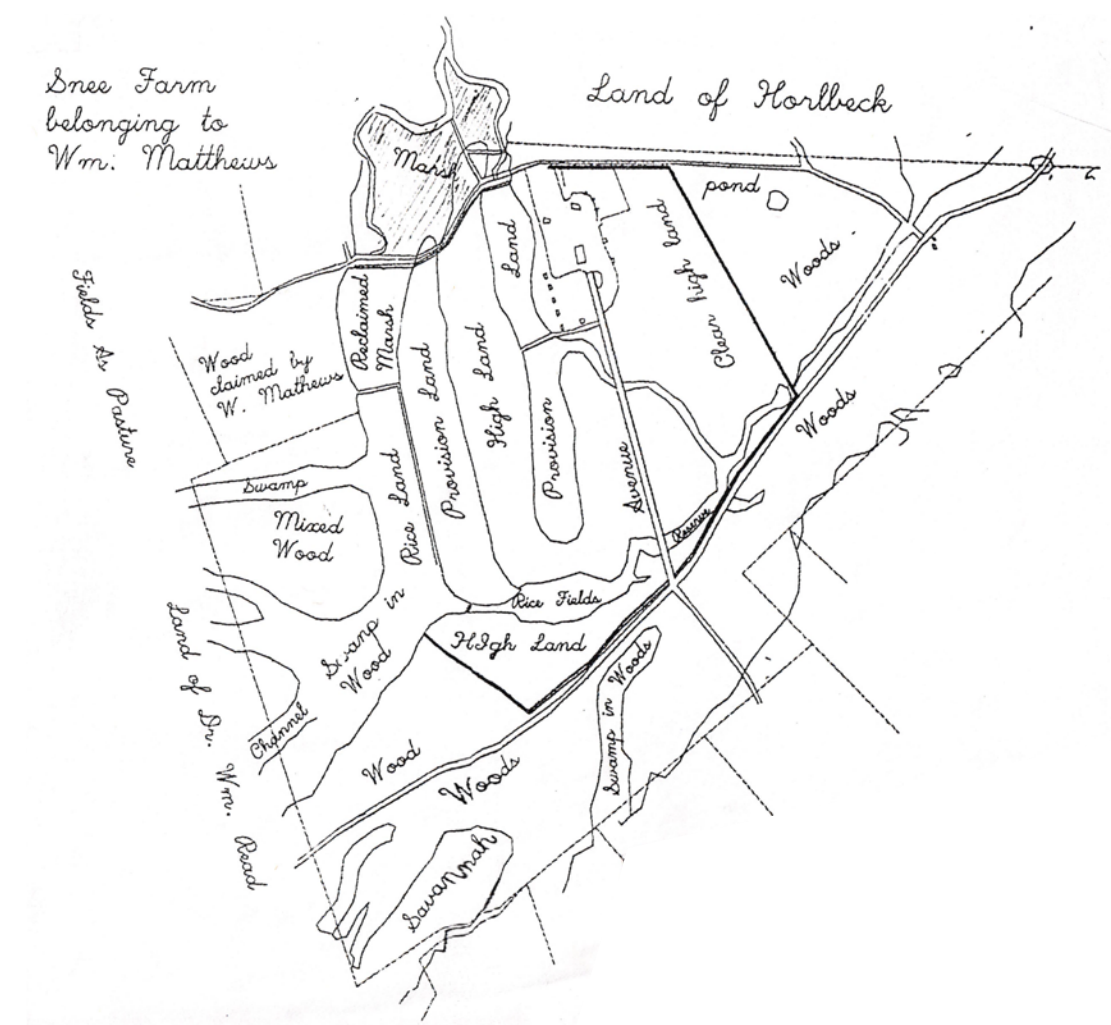 Snee Farm
belonging to
Wm: Matthews
Land of Horlbeck
Marsh
pond
Land
Clear high land
Woods
Fields As Pasture
Reclaimed
Marsh
Wood
claimed by
W. Mathews
Provision Land
High Land
Provision
Avenue
Woods
Rice Land
Swamp
Mixed
Wood
Reserve
Rice Fields
HIgh Land
Swamp in
Wood
Land of Dr. Wm. Read
Channel
Swamp in Woods
Wood
Woods
Savannah